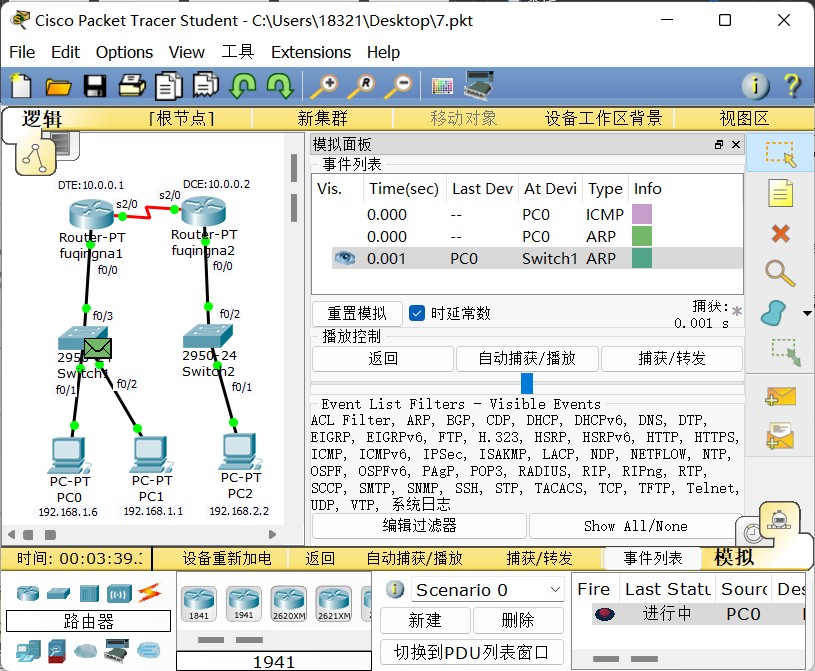 Cisco Packet Tracer Student - C:\Users\18321\Desktop\7.pkt
File Edit Options View 工具 Extensions Help
逻辑 [根节点] 新集群 移动对象 设备工作区背景 视图区
DTE:10.0.0.1 DCE:10.0.0.2
s2/0 s2/0
Router-PT Router-PT
fuqingna1 fuqingna2
f0/0 f0/0
f0/3 f0/2
2950-24
Switch1 Switch2
f0/1 f0/2 f0/1
PC-PT PC-PT PC-PT
PC0 PC1 PC2
192.168.1.6 192.168.1.1 192.168.2.2
模拟面板
事件列表
Vis. Time(sec) Last Dev At Devi Type Info
0.000 -- PC0 ICMP
0.000 -- PC0 ARP
0.001 PC0 Switch1 ARP
重置模拟 时延常数 捕获: *
0.001 s
播放控制
返回 自动捕获/播放 捕获/转发
Event List Filters - Visible Events
ACL Filter, ARP, BGP, CDP, DHCP, DHCPv6, DNS, DTP,
EIGRP, EIGRPv6, FTP, H.323, HSRP, HSRPv6, HTTP, HTTPS,
ICMP, ICMPv6, IPSec, ISAKMP, LACP, NDP, NETFLOW, NTP,
OSPF, OSPFv6, PAgP, POP3, RADIUS, RIP, RIPng, RTP,
SCCP, SMTP, SNMP, SSH, STP, TACACS, TCP, TFTP, Telnet,
UDP, VTP, 系统日志
编辑过滤器 Show All/None
时间: 00:03:39.: 设备重新加电 返回 自动捕获/播放 捕获/转发 事件列表 模拟
路由器
1841 1941 2620XM 2621XM
1941
Scenario 0
新建 删除
切换到PDU列表窗口
Fire Last Statu Sourc Des
进行中 PC0